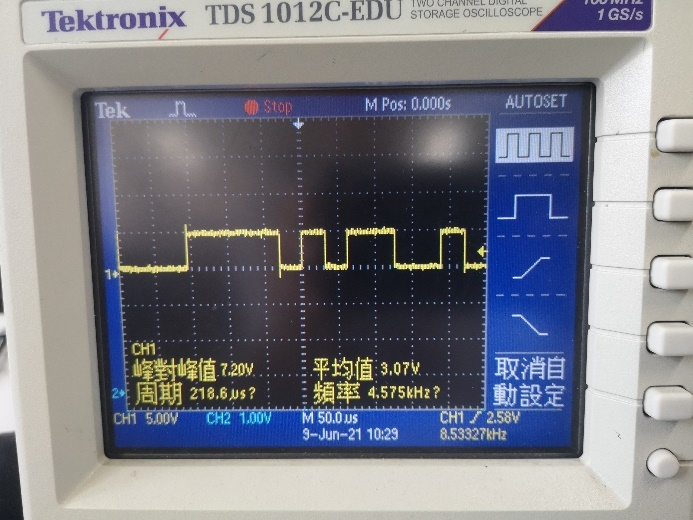 Tektronix TDS 1012C-EDU TWO CHANNEL DIGITAL STORAGE OSCILLOSCOPE 100 MHz 1 GS/s
Tek Stop M Pos: 0.000s AUTOSET
1
CH1
峰對峰值 7.20V 平均值 3.07V
周期 218.6us? 頻率 4.575kHz?
取消自動設定
2
CH1 5.00V CH2 1.00V M 50.0us CH1 2.58V
9-Jun-21 10:29 8.53327kHz